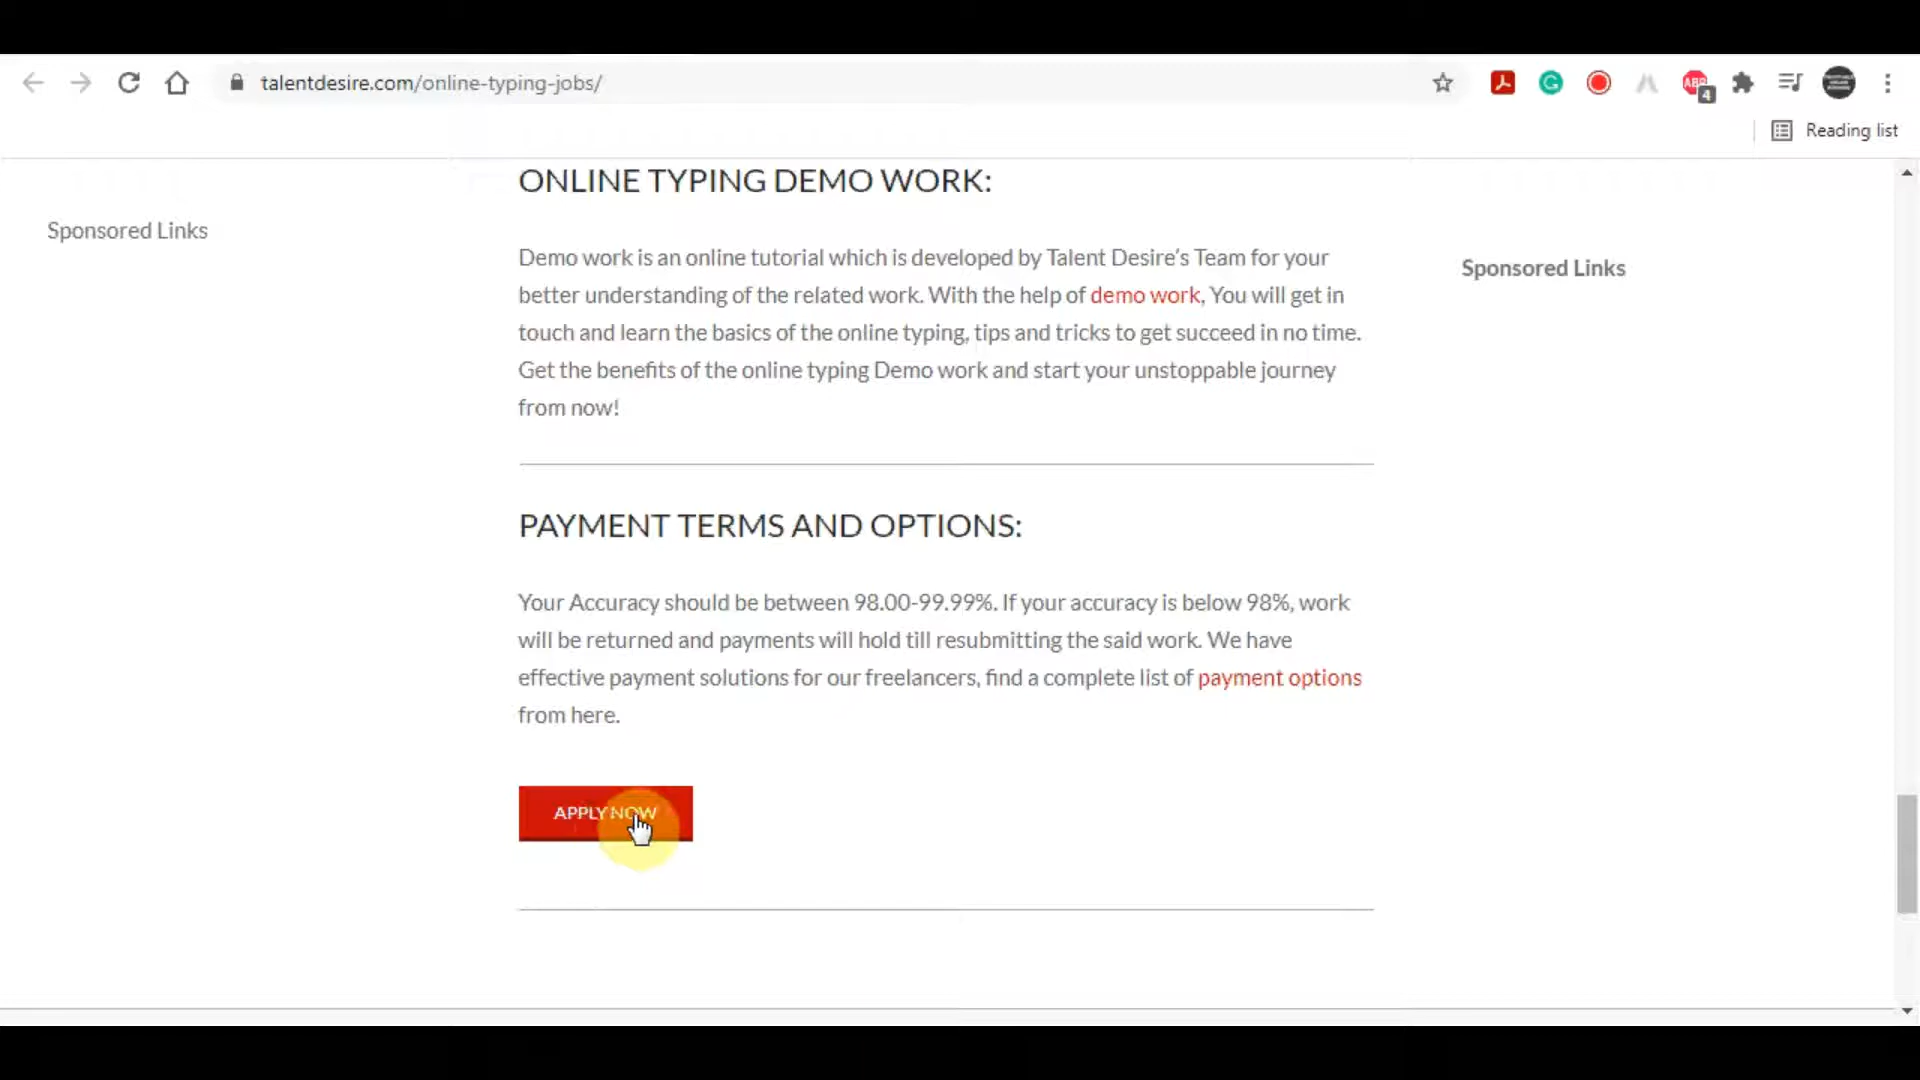 talentdesire.com/online-typing-jobs/
ABP
4
Reading list
ONLINE TYPING DEMO WORK:
Sponsored Links
Demo work is an online tutorial which is developed by Talent Desire's Team for your
Sponsored Links
better understanding of the related work. With the help of demo work, You will get in
touch and learn the basics of the online typing, tips and tricks to get succeed in no time.
Get the benefits of the online typing Demo work and start your unstoppable journey
from now!
PAYMENT TERMS AND OPTIONS:
Your Accuracy should be between 98.00-99.99%. If your accuracy is below 98%, work
will be returned and payments will hold till resubmitting the said work. We have
effective payment solutions for our freelancers, find a complete list of payment options
from here.
APPLY NOW